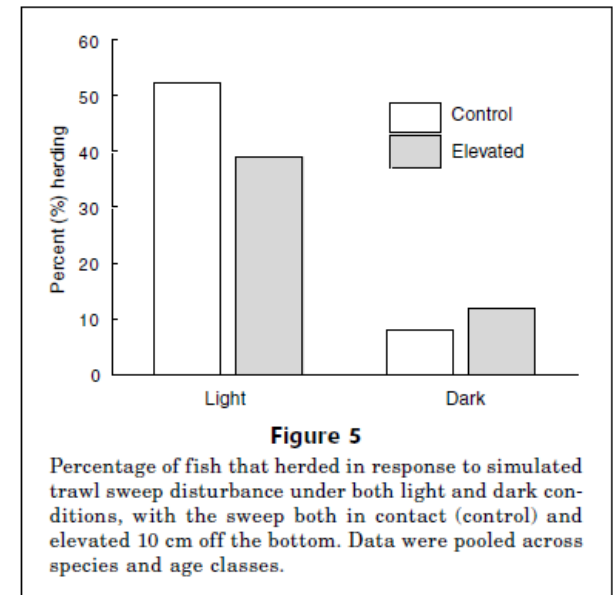 60
50
40
30
20
10
0
Percent (%) herding
Control
Elevated
Light Dark
Figure 5
Percentage of fish that herded in response to simulated
trawl sweep disturbance under both light and dark con-
ditions, with the sweep both in contact (control) and
elevated 10 cm off the bottom. Data were pooled across
species and age classes.